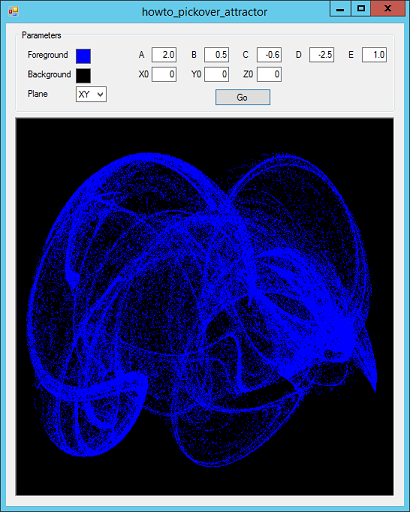 howto_pickover_attractor
Parameters
Foreground A 2.0 B 0.5 C -0.6 D -2.5 E 1.0
Background X0 0 Y0 0 Z0 0
Plane XY Go